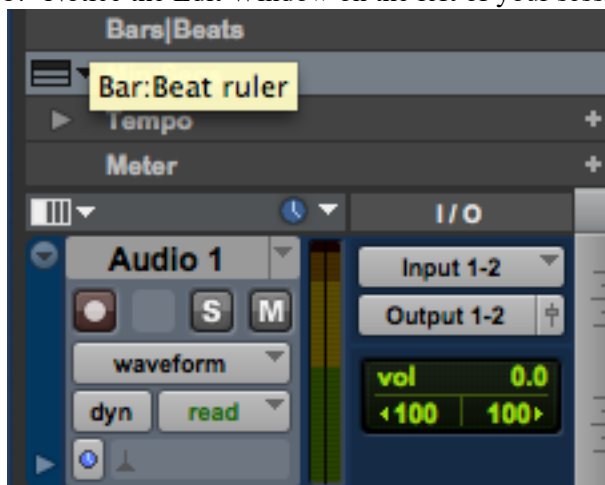 Bars|Beats
Bar:Beat ruler
Tempo
+
Meter
+
I/O
Audio 1
Input 1-2
S M
Output 1-2
waveform
vol 0.0
dyn read
100 100